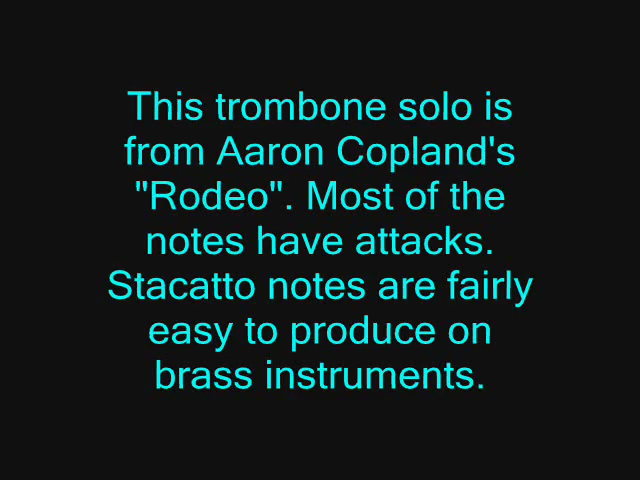 This trombone solo is
from Aaron Copland's
"Rodeo". Most of the
notes have attacks.
Stacatto notes are fairly
easy to produce on
brass instruments.